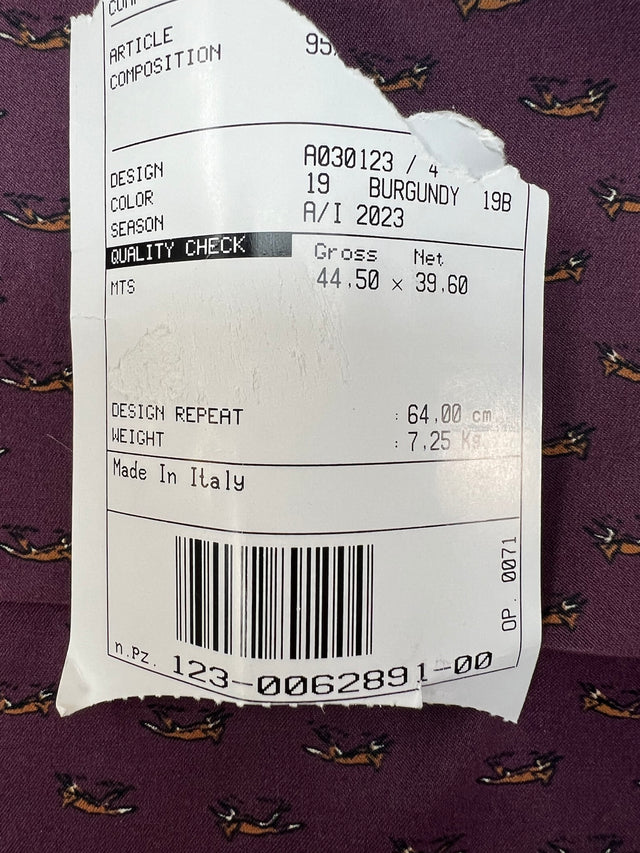 ARTICLE 95
COMPOSITION
DESIGN A030123 / 4
COLOR 19 BURGUNDY 19B
SEASON A/I 2023
QUALITY CHECK Gross Net
MTS 44,50 × 39,60
DESIGN REPEAT : 64,00 cm
WEIGHT : 7,25 Kg
Made In Italy
OP. 0071
n.PZ. 123-0062891-00